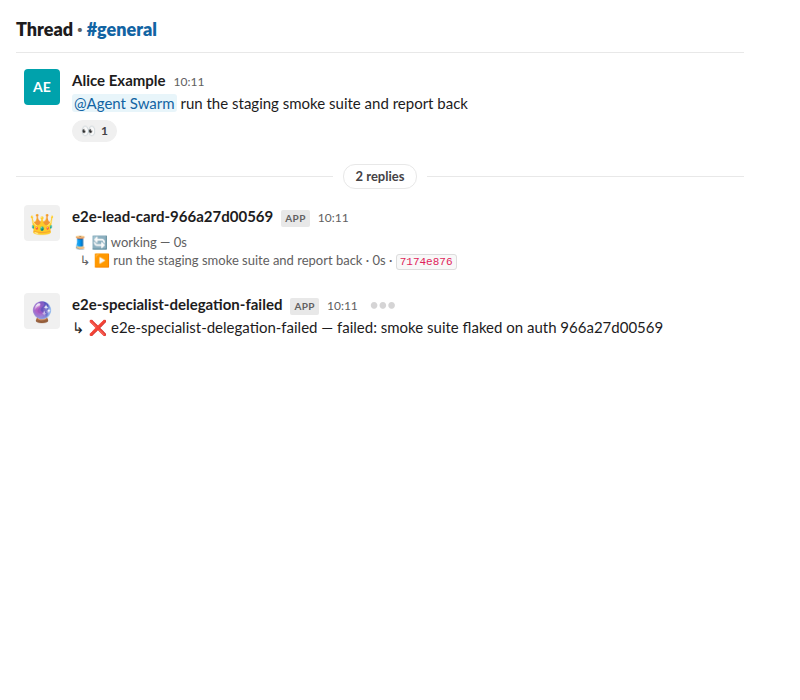 Thread • #general
AE
Alice Example 10:11
@Agent Swarm run the staging smoke suite and report back
👀 1
2 replies
e2e-lead-card-966a27d00569 APP 10:11
🧵 🔄 working — 0s
↳ ▶️ run the staging smoke suite and report back · 0s · 7174e876
e2e-specialist-delegation-failed APP 10:11
↳ ❌ e2e-specialist-delegation-failed — failed: smoke suite flaked on auth 966a27d00569